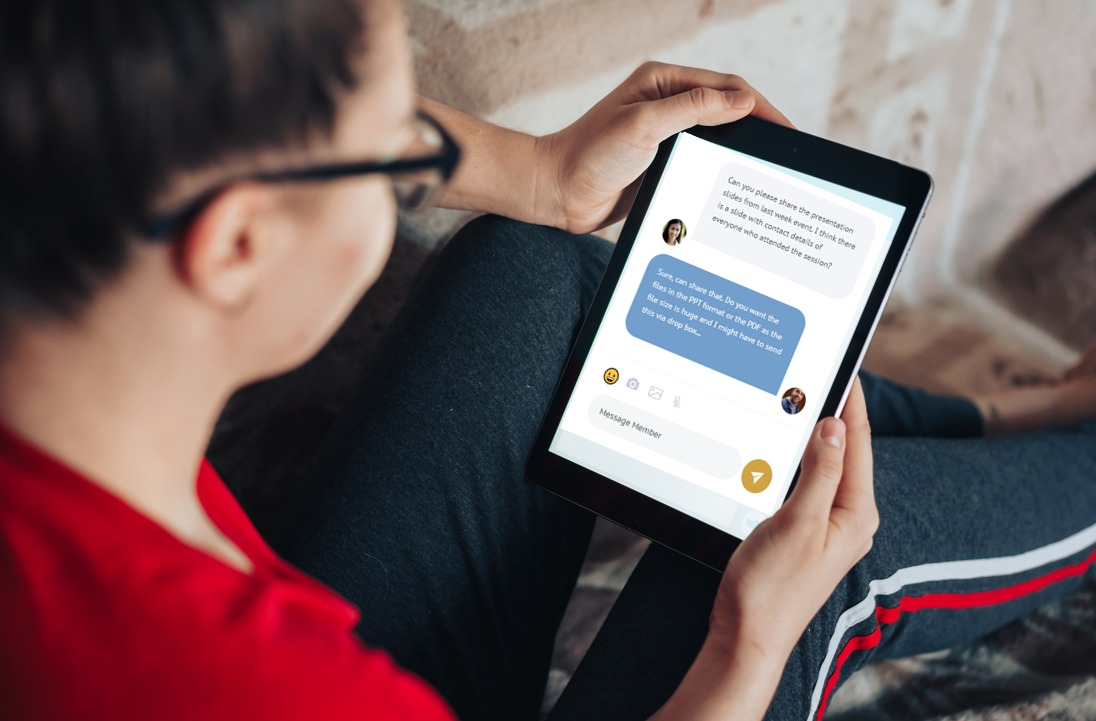 Can you please share the presentation
slides from last week event. I think there
is a slide with contact details of
everyone who attended the session?
Sure, can share that. Do you want the
files in the PPT format or the PDF as the
file size is huge and I might have to send
this via drop box...
Message Member